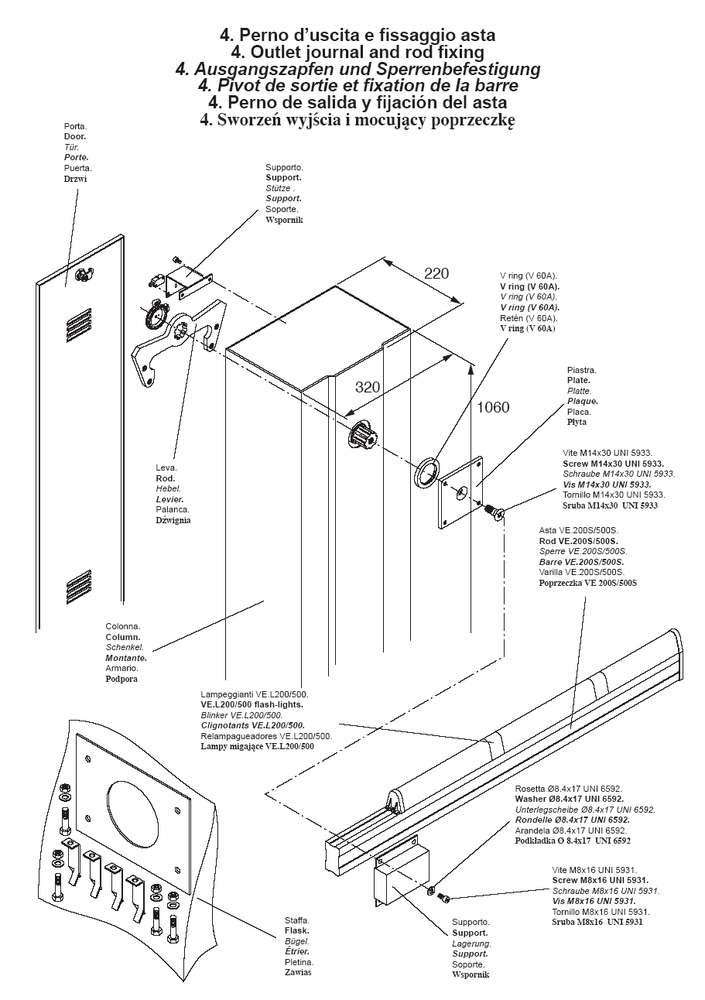 4. Perno d'uscita e fissaggio asta
4. Outlet journal and rod fixing
4. Ausgangszapfen und Sperrenbefestigung
4. Pivot de sortie et fixation de la barre
4. Perno de salida y fijación del asta
4. Sworzeń wyjścia i mocujący poprzeczkę
Porta.
Door.
Tür.
Porte.
Puerta.
Drzwi
Supporto.
Support.
Stütze .
Support.
Soporte.
Wspornik
220
V ring (V 60A).
V ring (V 60A).
V ring (V 60A).
V ring (V 60A).
Retén (V 60A).
V ring (V 60A)
320
1060
Piastra.
Plate.
Platte.
Plaque.
Placa.
Płyta
Vite M14x30 UNI 5933.
Screw M14x30 UNI 5933.
Schraube M14x30 UNI 5933.
Vis M14x30 UNI 5933.
Tornillo M14x30 UNI 5933.
Sruba M14x30 UNI 5933
Leva.
Rod.
Hebel.
Levier.
Palanca.
Dźwignia
Asta VE.200S/500S.
Rod VE.200S/500S.
Sperre VE.200S/500S.
Barre VE.200S/500S.
Varilla VE.200S/500S.
Poprzeczka VE 200S/500S
Colonna.
Column.
Schenkel.
Montante.
Armario.
Podpora
Lampeggianti VE.L200/500.
VE.L200/500 flash-lights.
Blinker VE.L200/500.
Clignotants VE.L200/500.
Relampagueadores VE.L200/500.
Lampy migające VE.L200/500
Rosetta Ø8.4x17 UNI 6592.
Washer Ø8.4x17 UNI 6592.
Unterlegscheibe Ø8.4x17 UNI 6592.
Rondelle Ø8.4x17 UNI 6592.
Arandela Ø8.4x17 UNI 6592.
Podkładka Ø 8.4x17 UNI 6592
Vite M8x16 UNI 5931.
Screw M8x16 UNI 5931.
Schraube M8x16 UNI 5931.
Vis M8x16 UNI 5931.
Tornillo M8x16 UNI 5931.
Sruba M8x16 UNI 5931
Staffa.
Flask.
Bügel.
Étrier.
Pletina.
Zawias
Supporto.
Support.
Lagerung.
Support.
Soporte.
Wspornik